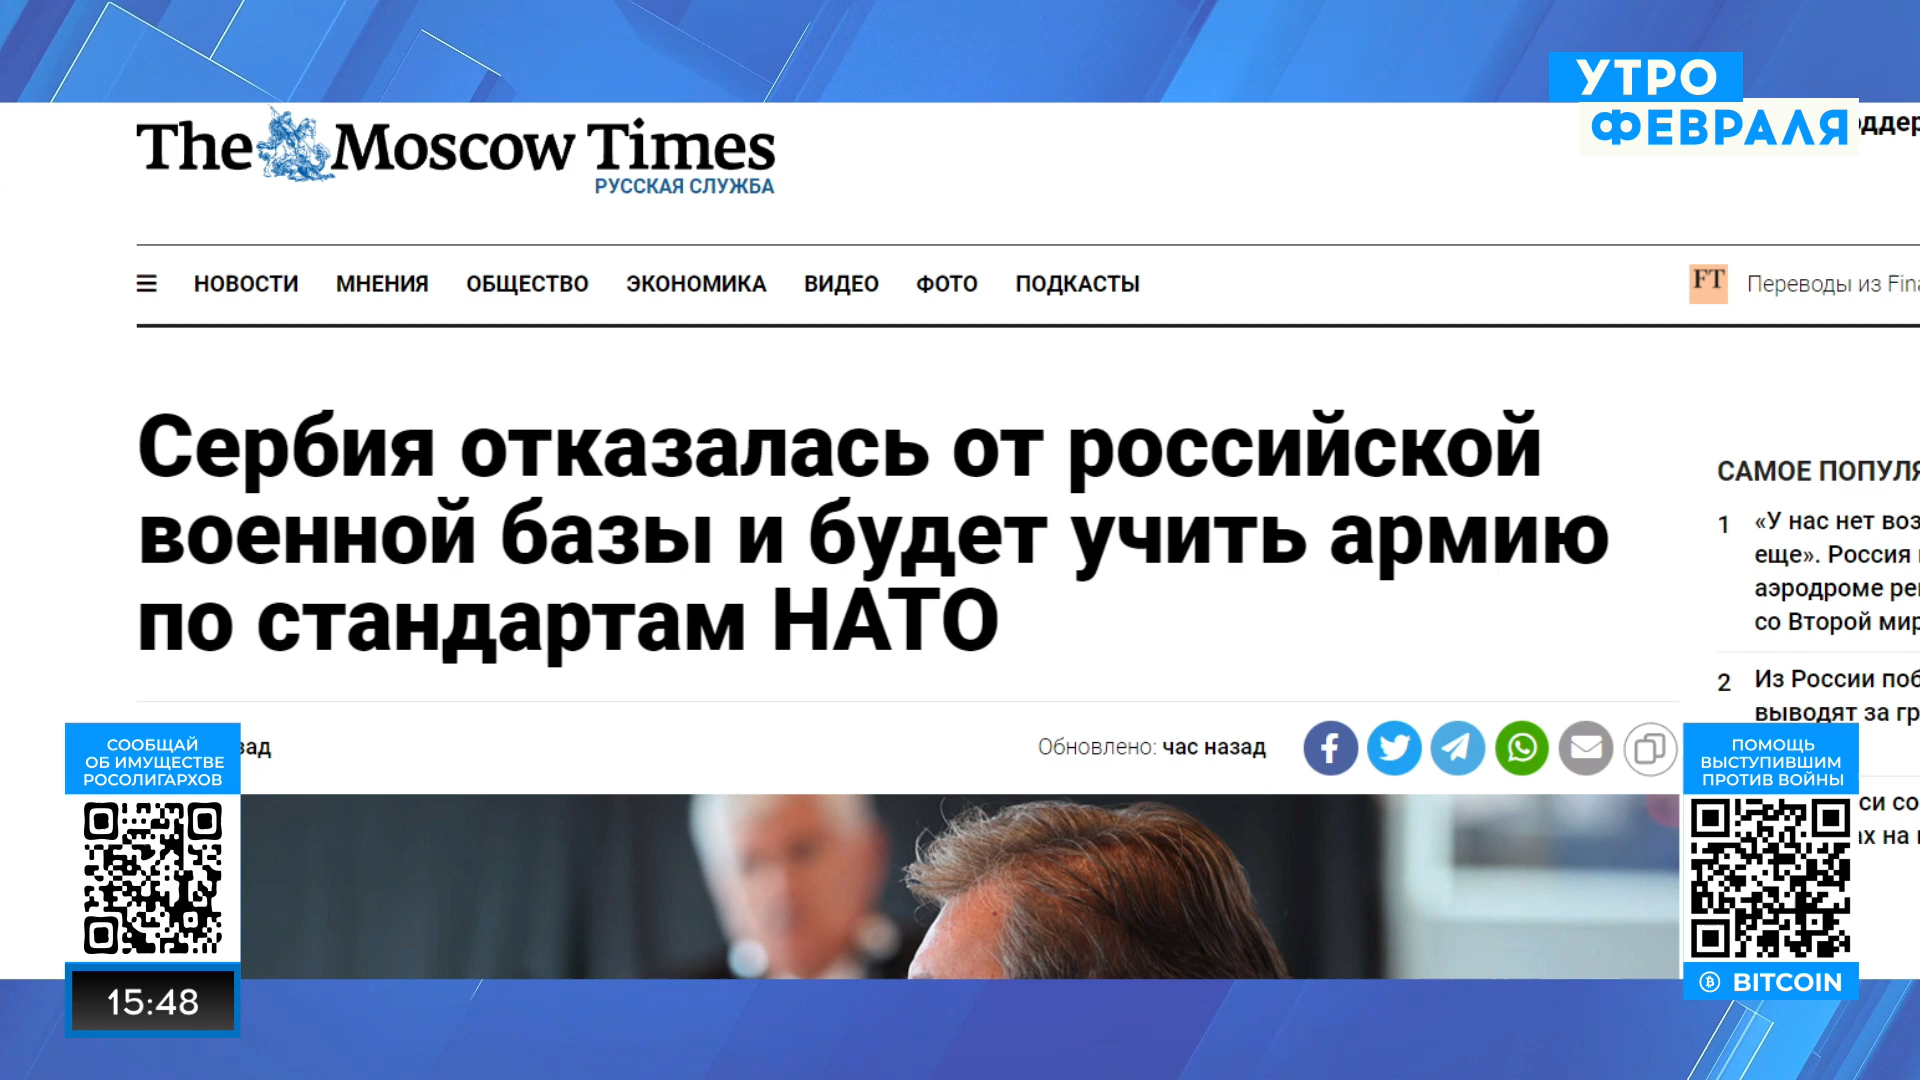 УТРО
ФЕВРАЛЯ
The Moscow Times
РУССКАЯ СЛУЖБА
НОВОСТИ МНЕНИЯ ОБЩЕСТВО ЭКОНОМИКА ВИДЕО ФОТО ПОДКАСТЫ
FT Переводы из
Сербия отказалась от российской
военной базы и будет учить армию
по стандартам НАТО
Обновлено: час назад
САМОЕ
1 «У нас нет
еще». Россия
аэродроме
со Второй
2 Из России
выводят за
на
СООБЩАЙ
ОБ ИМУЩЕСТВЕ
РОСОЛИГАРХОВ
15:48
ПОМОЩЬ
ВЫСТУПИВШИМ
ПРОТИВ ВОЙНЫ
BITCOIN